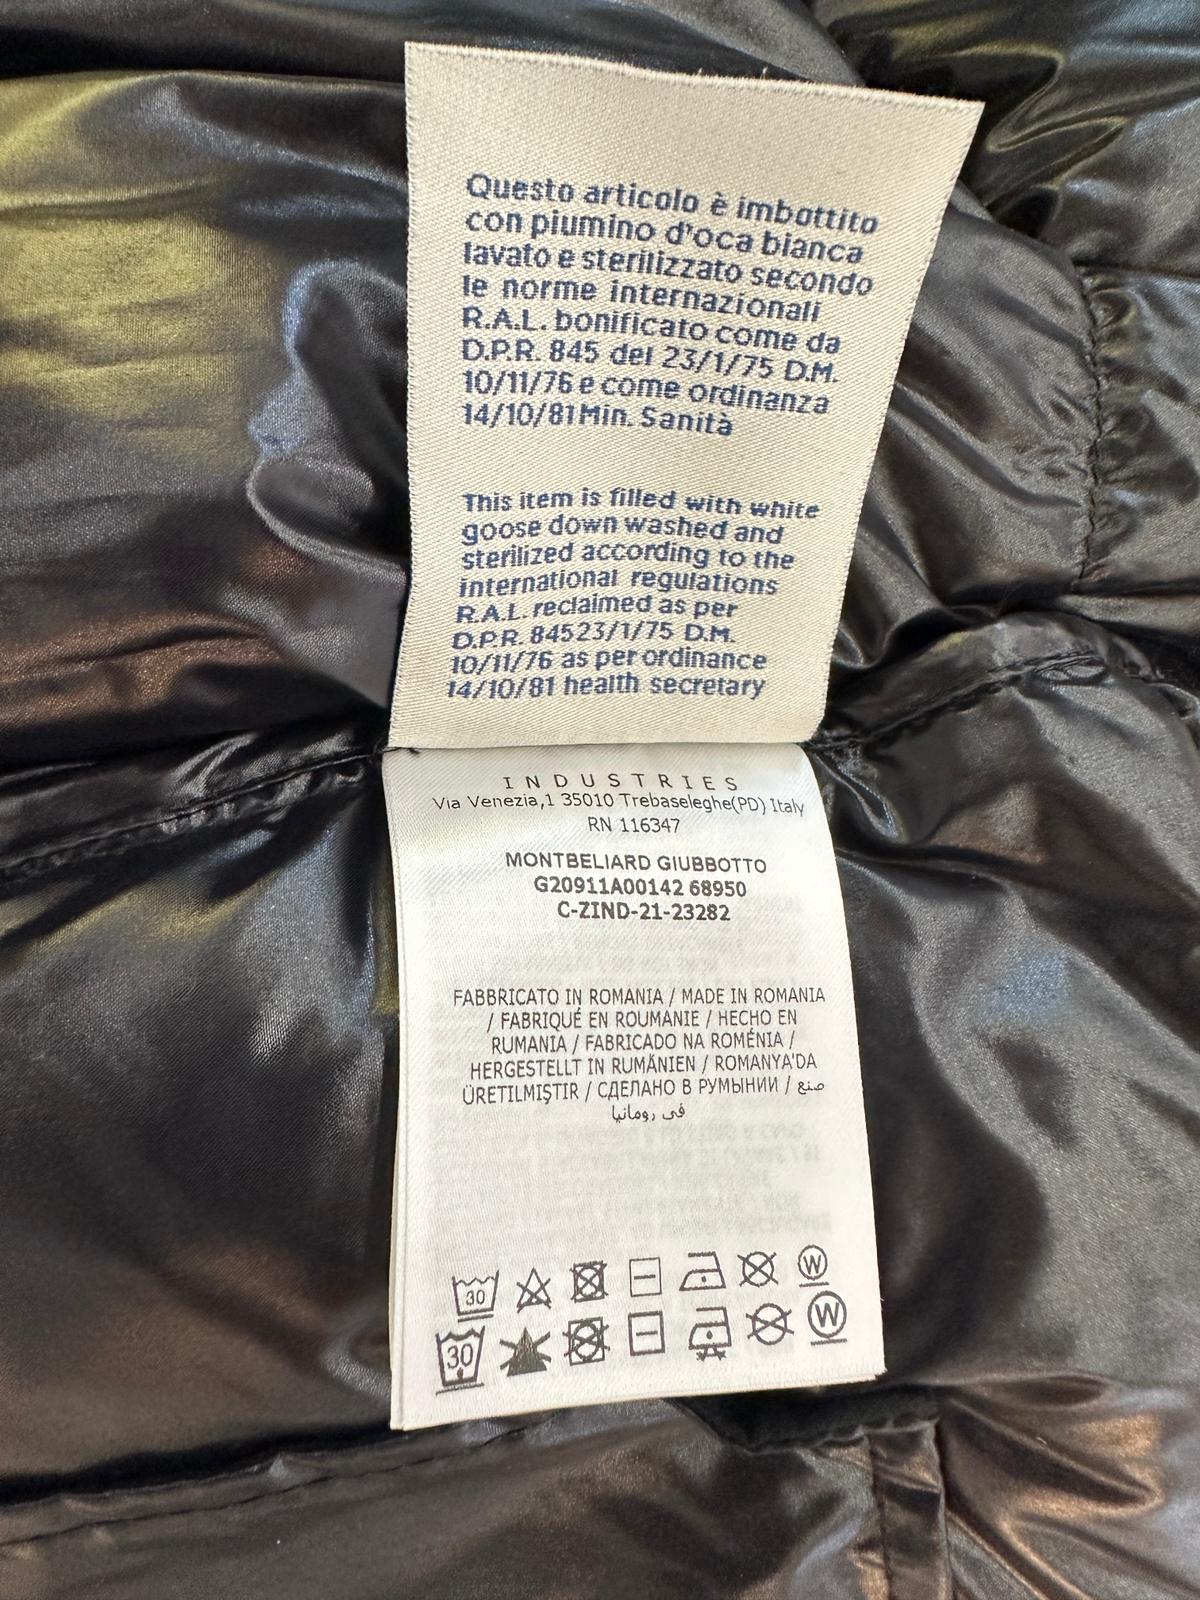 Questo articolo è imbottito
con piumino d'oca bianca
lavato e sterilizzato secondo
le norme internazionali
R.A.L. bonificato come da
D.P.R. 845 del 23/1/75 D.M.
10/11/76 e come ordinanza
14/10/81 Min. Sanità
This item is filled with white
goose down washed and
sterilized according to the
international regulations
R.A.L. reclaimed as per
D.P.R. 845 23/1/75 D.M.
10/11/76 as per ordinance
14/10/81 health secretary
INDUSTRIES
Via Venezia,1 35010 Trebaseleghe(PD) Italy
RN 116347
MONTBELIARD GIUBBOTTO
G20911A00142 68950
C-ZIND-21-23282
FABBRICATO IN ROMANIA / MADE IN ROMANIA
/ FABRIQUÉ EN ROUMANIE / HECHO EN
RUMANIA / FABRICADO NA ROMÉNIA /
HERGESTELLT IN RUMÄNIEN / ROMANYA'DA
ÜRETILMIŞTIR / СДЕЛАНО В РУМЫНИИ / صنع
في رومانيا
30 W
30 W